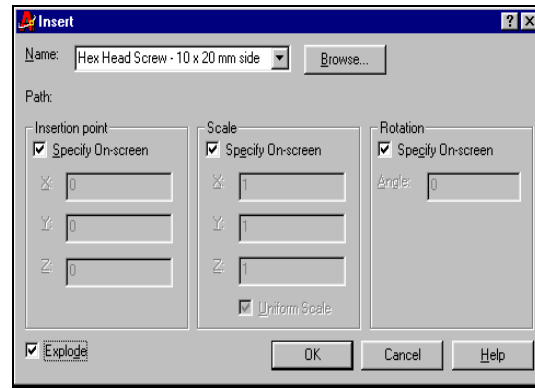 Insert
Name: Hex Head Screw - 10 x 20 mm side Browse...
Path:
Insertion point Scale Rotation
Specify On-screen Specify On-screen Specify On-screen
X: 0 X: 1 Angle: 0
Y: 0 Y: 1
Z: 0 Z: 1
Uniform Scale
Explode OK Cancel Help